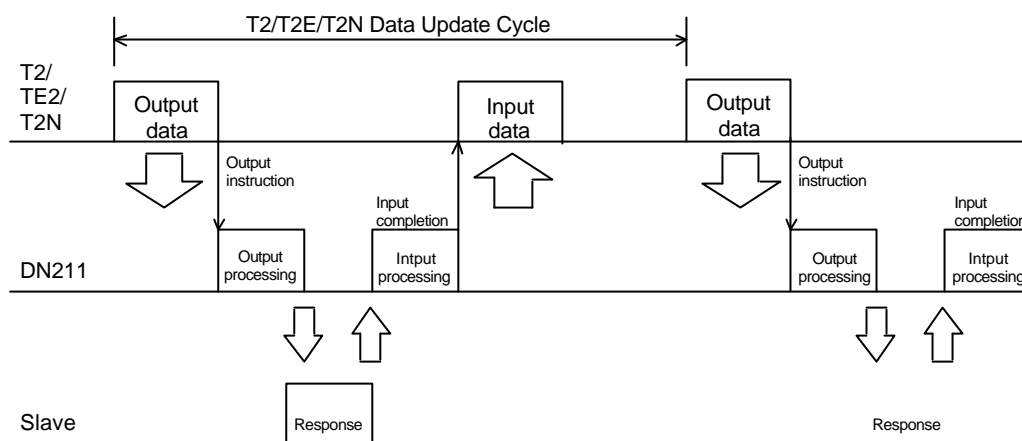 T2/T2E/T2N Data Update Cycle
T2/
TE2/
T2N
Output
data
Input
data
Output
data
Output
instruction
Output
instruction
Input
completion
Input
completion
DN211
Output
processing
Intput
processing
Output
processing
Intput
processing
Slave
Response
Response